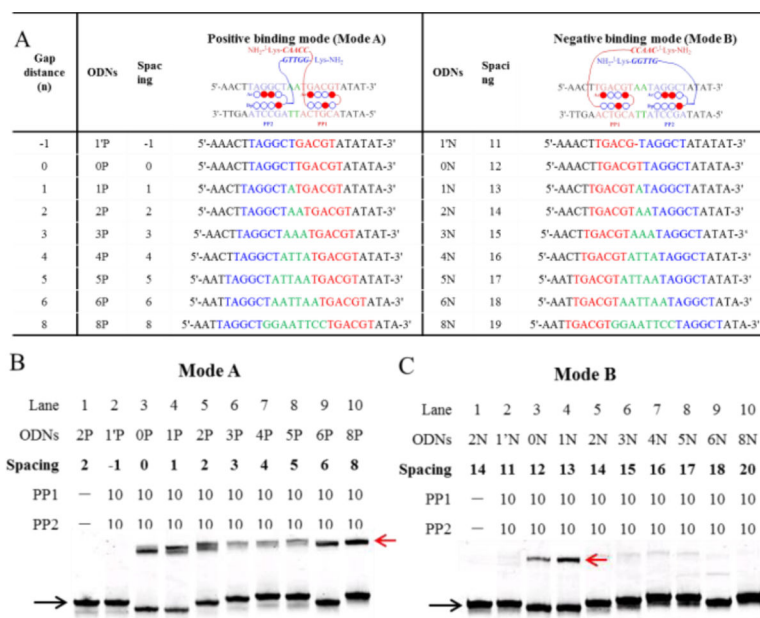 A
Gap distance (n) ODNs Spacing Positive binding mode (Mode A) ODNs Spacing Negative binding mode (Mode B)
NH₂-L-Lys-CAACC
GTTGG-Lys-NH₂
5'-AACTTAGGCTAATGACGTATAT-3'
3'-TTGAATCCGATTACTGCATATA-5'
PP2 PP1
CCAAC-L-Lys-NH₂
NH₂-Lys-GGTTG
5'-AACTTGACGTAATAGGCTATAT-3'
3'-TTGAACTGCATTATCCGATATA-5'
PP1 PP2
-1 1'P -1 5'-AAACTTAGGCTGACGTATATAT-3' 1'N 11 5'-AAACTTGACG-TAGGCTATATAT-3'
0 0P 0 5'-AAACTTAGGCTTGACGTATATAT-3' 0N 12 5'-AAACTTGACGTTAGGCTATATAT-3'
1 1P 1 5'-AACTTAGGCTATGACGTATATAT-3' 1N 13 5'-AACTTGACGTATAGGCTATATAT-3'
2 2P 2 5'-AACTTAGGCTAATGACGTATAT-3' 2N 14 5'-AACTTGACGTAATAGGCTATAT-3'
3 3P 3 5'-AACTTAGGCTAAATGACGTATAT-3' 3N 15 5'-AACTTGACGTAAATAGGCTATAT-3'
4 4P 4 5'-AACTTAGGCTATTATGACGTATAT-3' 4N 16 5'-AACTTGACGTATTATAGGCTATAT-3'
5 5P 5 5'-AATTAGGCTATTAATGACGTATAT-3' 5N 17 5'-AATTGACGTATTAATAGGCTATAT-3'
6 6P 6 5'-AATTAGGCTAATTAATGACGTATA-3' 6N 18 5'-AATTGACGTAATTAATAGGCTATA-3'
8 8P 8 5'-AATTAGGCTGGAATTCCTGACGTATA-3' 8N 19 5'-AATTGACGTGGAATTCCTAGGCTATA-3'
B
Mode A
Lane 1 2 3 4 5 6 7 8 9 10
ODNs 2P 1'P 0P 1P 2P 3P 4P 5P 6P 8P
Spacing 2 -1 0 1 2 3 4 5 6 8
PP1 — 10 10 10 10 10 10 10 10 10
PP2 — 10 10 10 10 10 10 10 10 10
C
Mode B
Lane 1 2 3 4 5 6 7 8 9 10
ODNs 2N 1'N 0N 1N 2N 3N 4N 5N 6N 8N
Spacing 14 11 12 13 14 15 16 17 18 20
PP1 — 10 10 10 10 10 10 10 10 10
PP2 — 10 10 10 10 10 10 10 10 10